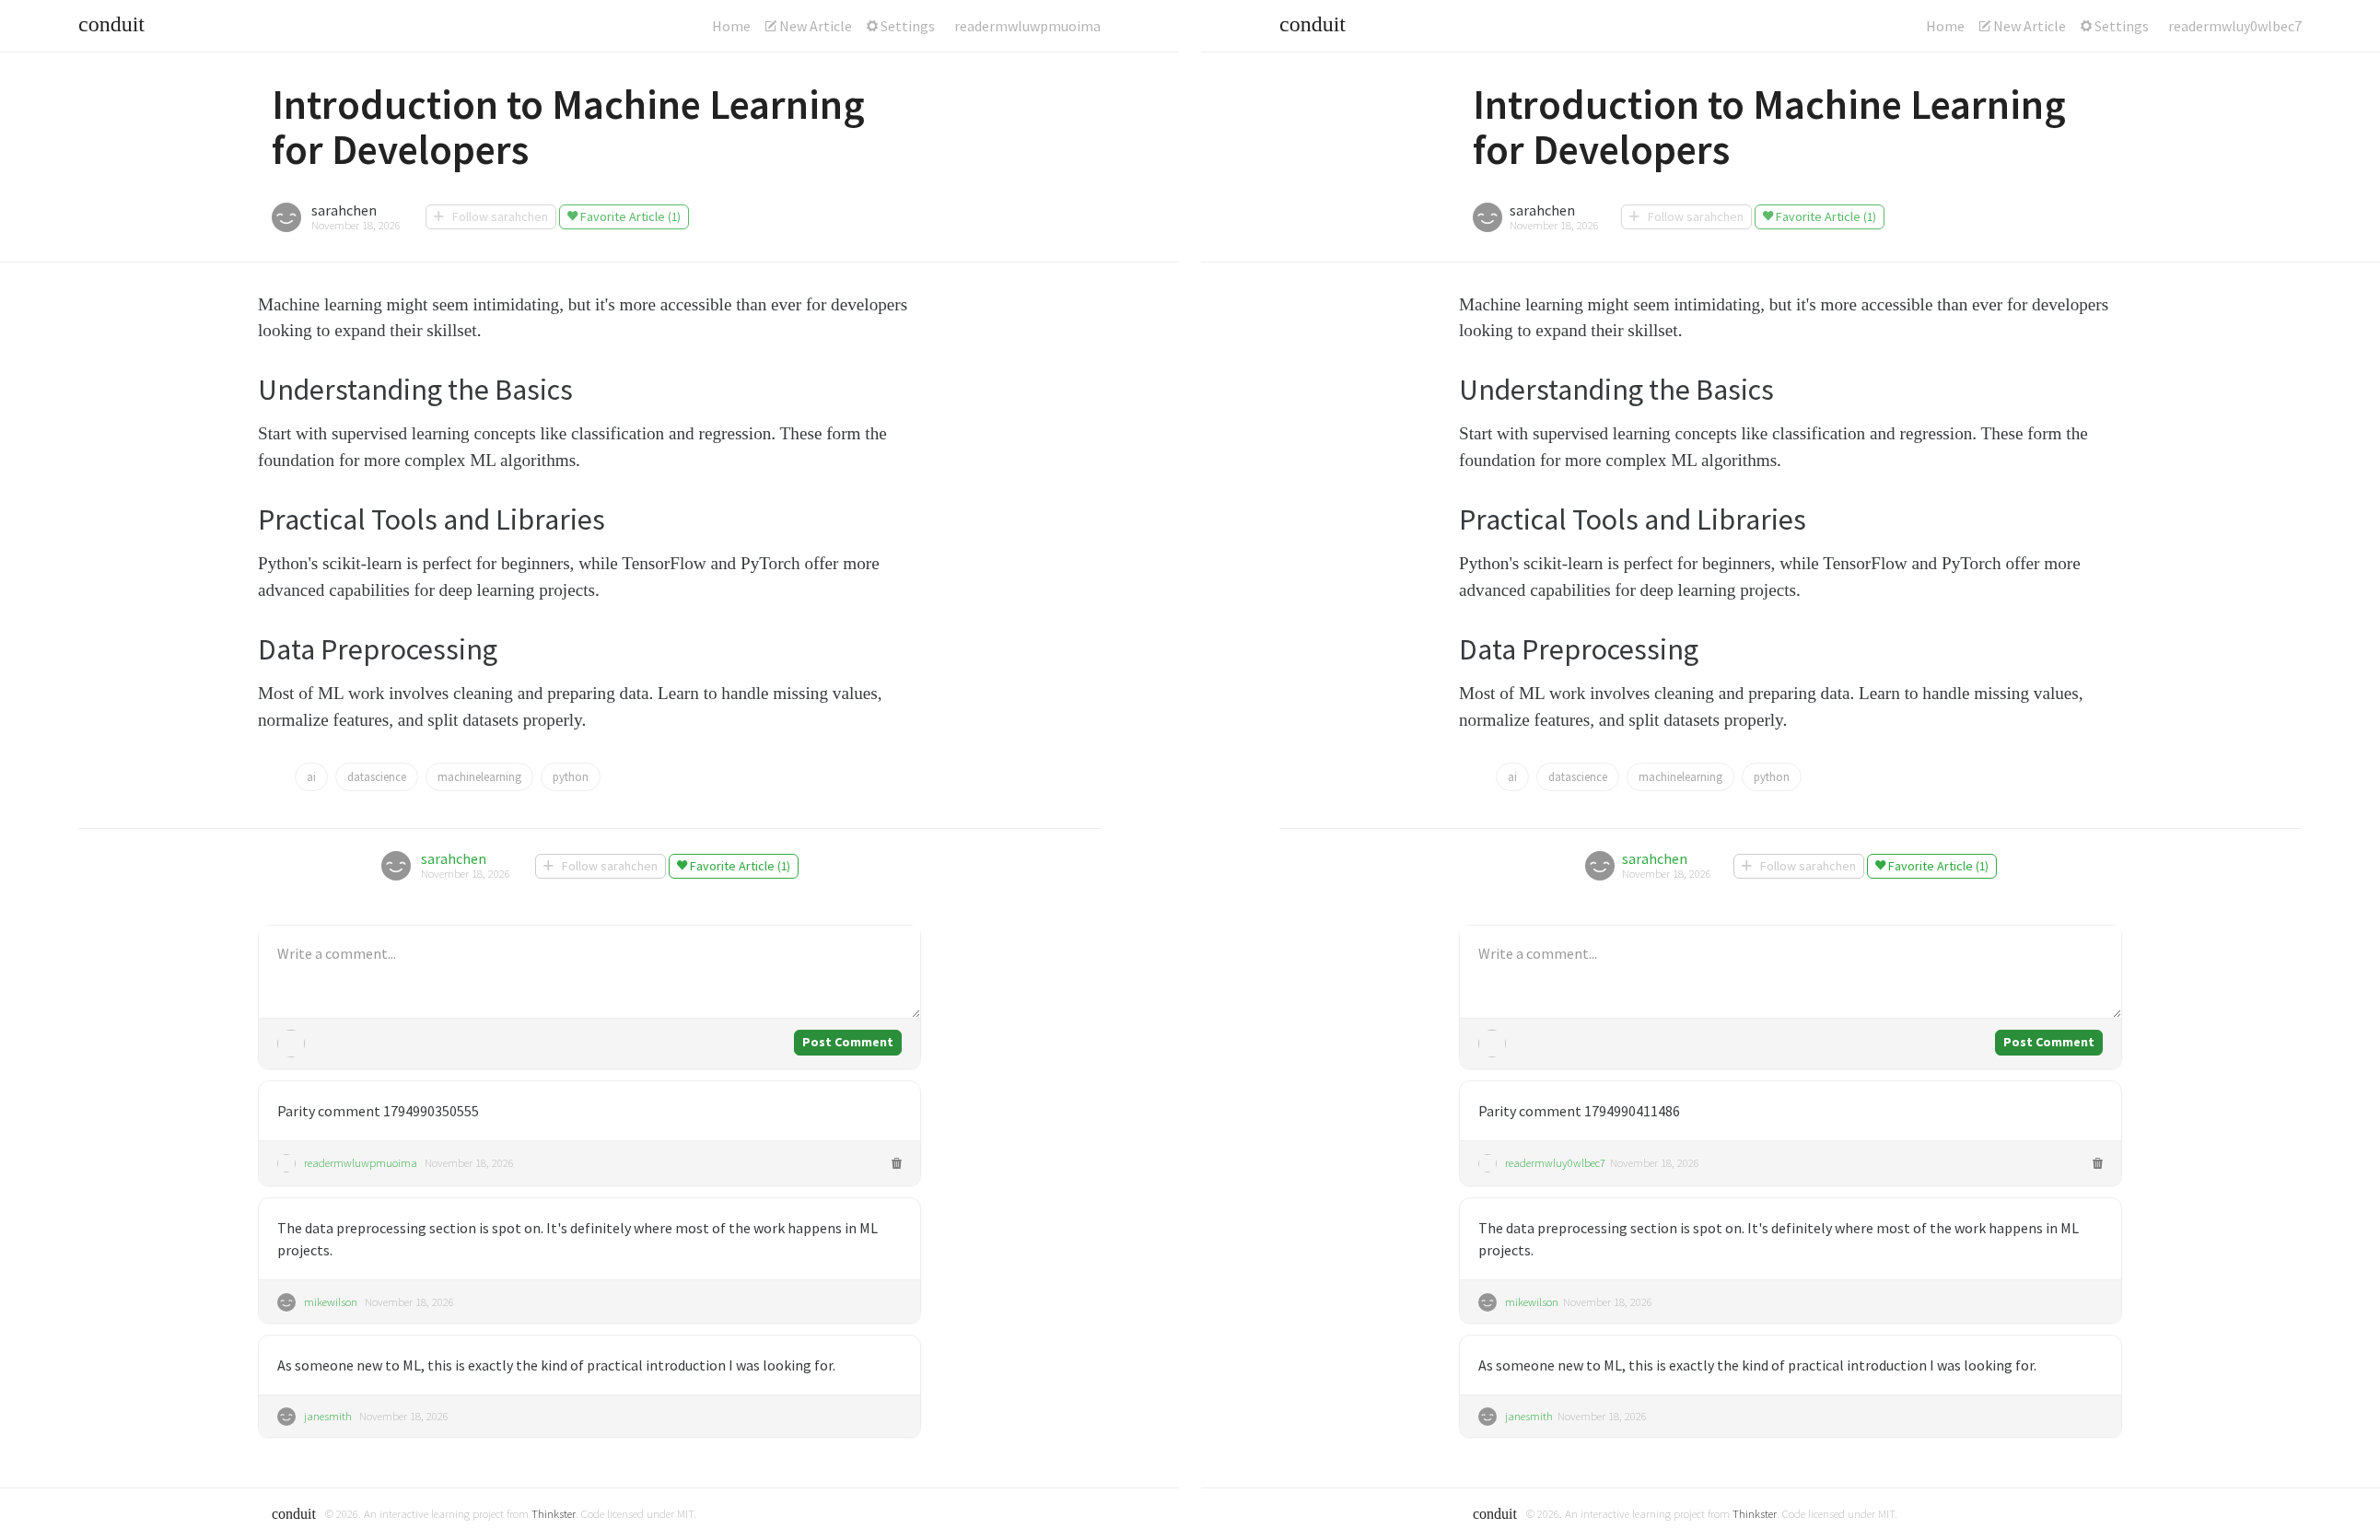 conduit
Home New Article Settings readermwluwpmuoima
Introduction to Machine Learning
for Developers
sarahchen
November 18, 2026
Follow sarahchen
Favorite Article (1)
Machine learning might seem intimidating, but it's more accessible than ever for developers
looking to expand their skillset.
Understanding the Basics
Start with supervised learning concepts like classification and regression. These form the
foundation for more complex ML algorithms.
Practical Tools and Libraries
Python's scikit-learn is perfect for beginners, while TensorFlow and PyTorch offer more
advanced capabilities for deep learning projects.
Data Preprocessing
Most of ML work involves cleaning and preparing data. Learn to handle missing values,
normalize features, and split datasets properly.
ai datascience machinelearning python
sarahchen
November 18, 2026
Follow sarahchen
Favorite Article (1)
Write a comment...
Post Comment
Parity comment 1794990350555
readermwluwpmuoima November 18, 2026
The data preprocessing section is spot on. It's definitely where most of the work happens in ML
projects.
mikewilson November 18, 2026
As someone new to ML, this is exactly the kind of practical introduction I was looking for.
janesmith November 18, 2026
conduit © 2026. An interactive learning project from Thinkster. Code licensed under MIT.
conduit
Home New Article Settings readermwluy0wlbec7
Introduction to Machine Learning
for Developers
sarahchen
November 18, 2026
Follow sarahchen
Favorite Article (1)
Machine learning might seem intimidating, but it's more accessible than ever for developers
looking to expand their skillset.
Understanding the Basics
Start with supervised learning concepts like classification and regression. These form the
foundation for more complex ML algorithms.
Practical Tools and Libraries
Python's scikit-learn is perfect for beginners, while TensorFlow and PyTorch offer more
advanced capabilities for deep learning projects.
Data Preprocessing
Most of ML work involves cleaning and preparing data. Learn to handle missing values,
normalize features, and split datasets properly.
ai datascience machinelearning python
sarahchen
November 18, 2026
Follow sarahchen
Favorite Article (1)
Write a comment...
Post Comment
Parity comment 1794990411486
readermwluy0wlbec7 November 18, 2026
The data preprocessing section is spot on. It's definitely where most of the work happens in ML
projects.
mikewilson November 18, 2026
As someone new to ML, this is exactly the kind of practical introduction I was looking for.
janesmith November 18, 2026
conduit © 2026. An interactive learning project from Thinkster. Code licensed under MIT.